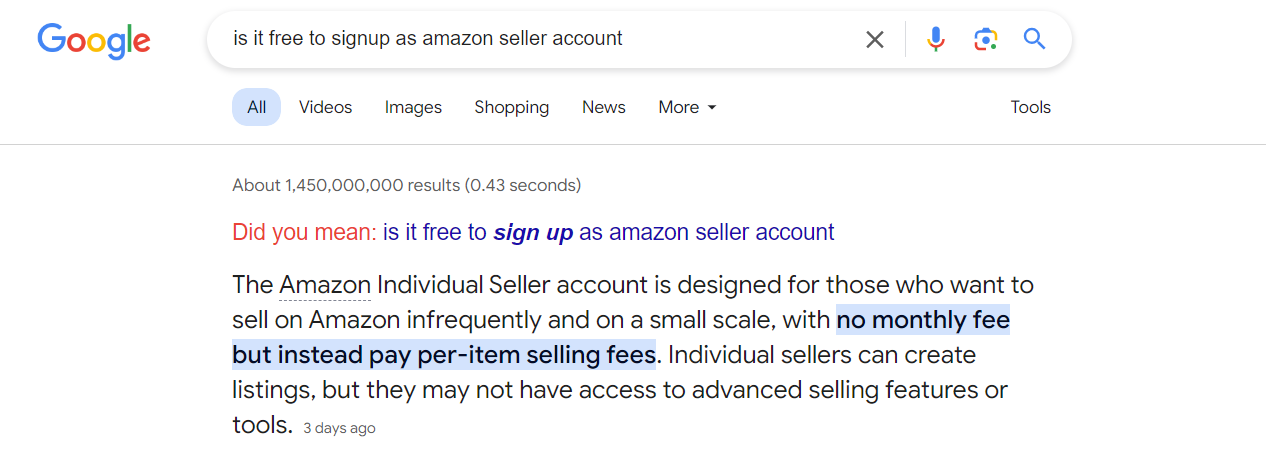 Google
is it free to signup as amazon seller account
All Videos Images Shopping News More Tools
About 1,450,000,000 results (0.43 seconds)
Did you mean: is it free to sign up as amazon seller account
The Amazon Individual Seller account is designed for those who want to
sell on Amazon infrequently and on a small scale, with no monthly fee
but instead pay per-item selling fees. Individual sellers can create
listings, but they may not have access to advanced selling features or
tools. 3 days ago